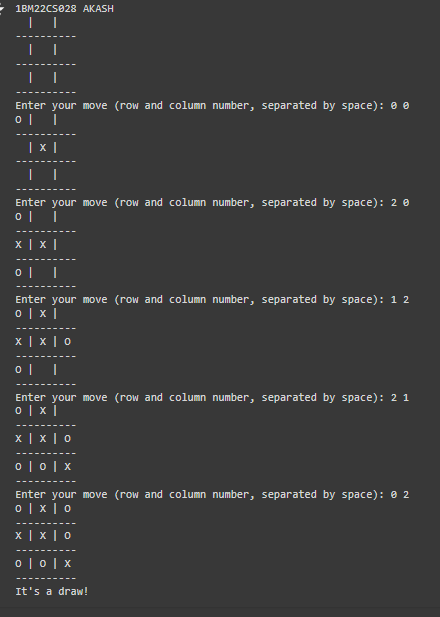 1BM22CS028 AKASH
  |   |
----------
  |   |
----------
  |   |
----------
Enter your move (row and column number, separated by space): 0 0
O |   |
----------
  | X |
----------
  |   |
----------
Enter your move (row and column number, separated by space): 2 0
O |   |
----------
X | X |
----------
O |   |
----------
Enter your move (row and column number, separated by space): 1 2
O | X |
----------
X | X | O
----------
O |   |
----------
Enter your move (row and column number, separated by space): 2 1
O | X |
----------
X | X | O
----------
O | O | X
----------
Enter your move (row and column number, separated by space): 0 2
O | X | O
----------
X | X | O
----------
O | O | X
----------
It's a draw!